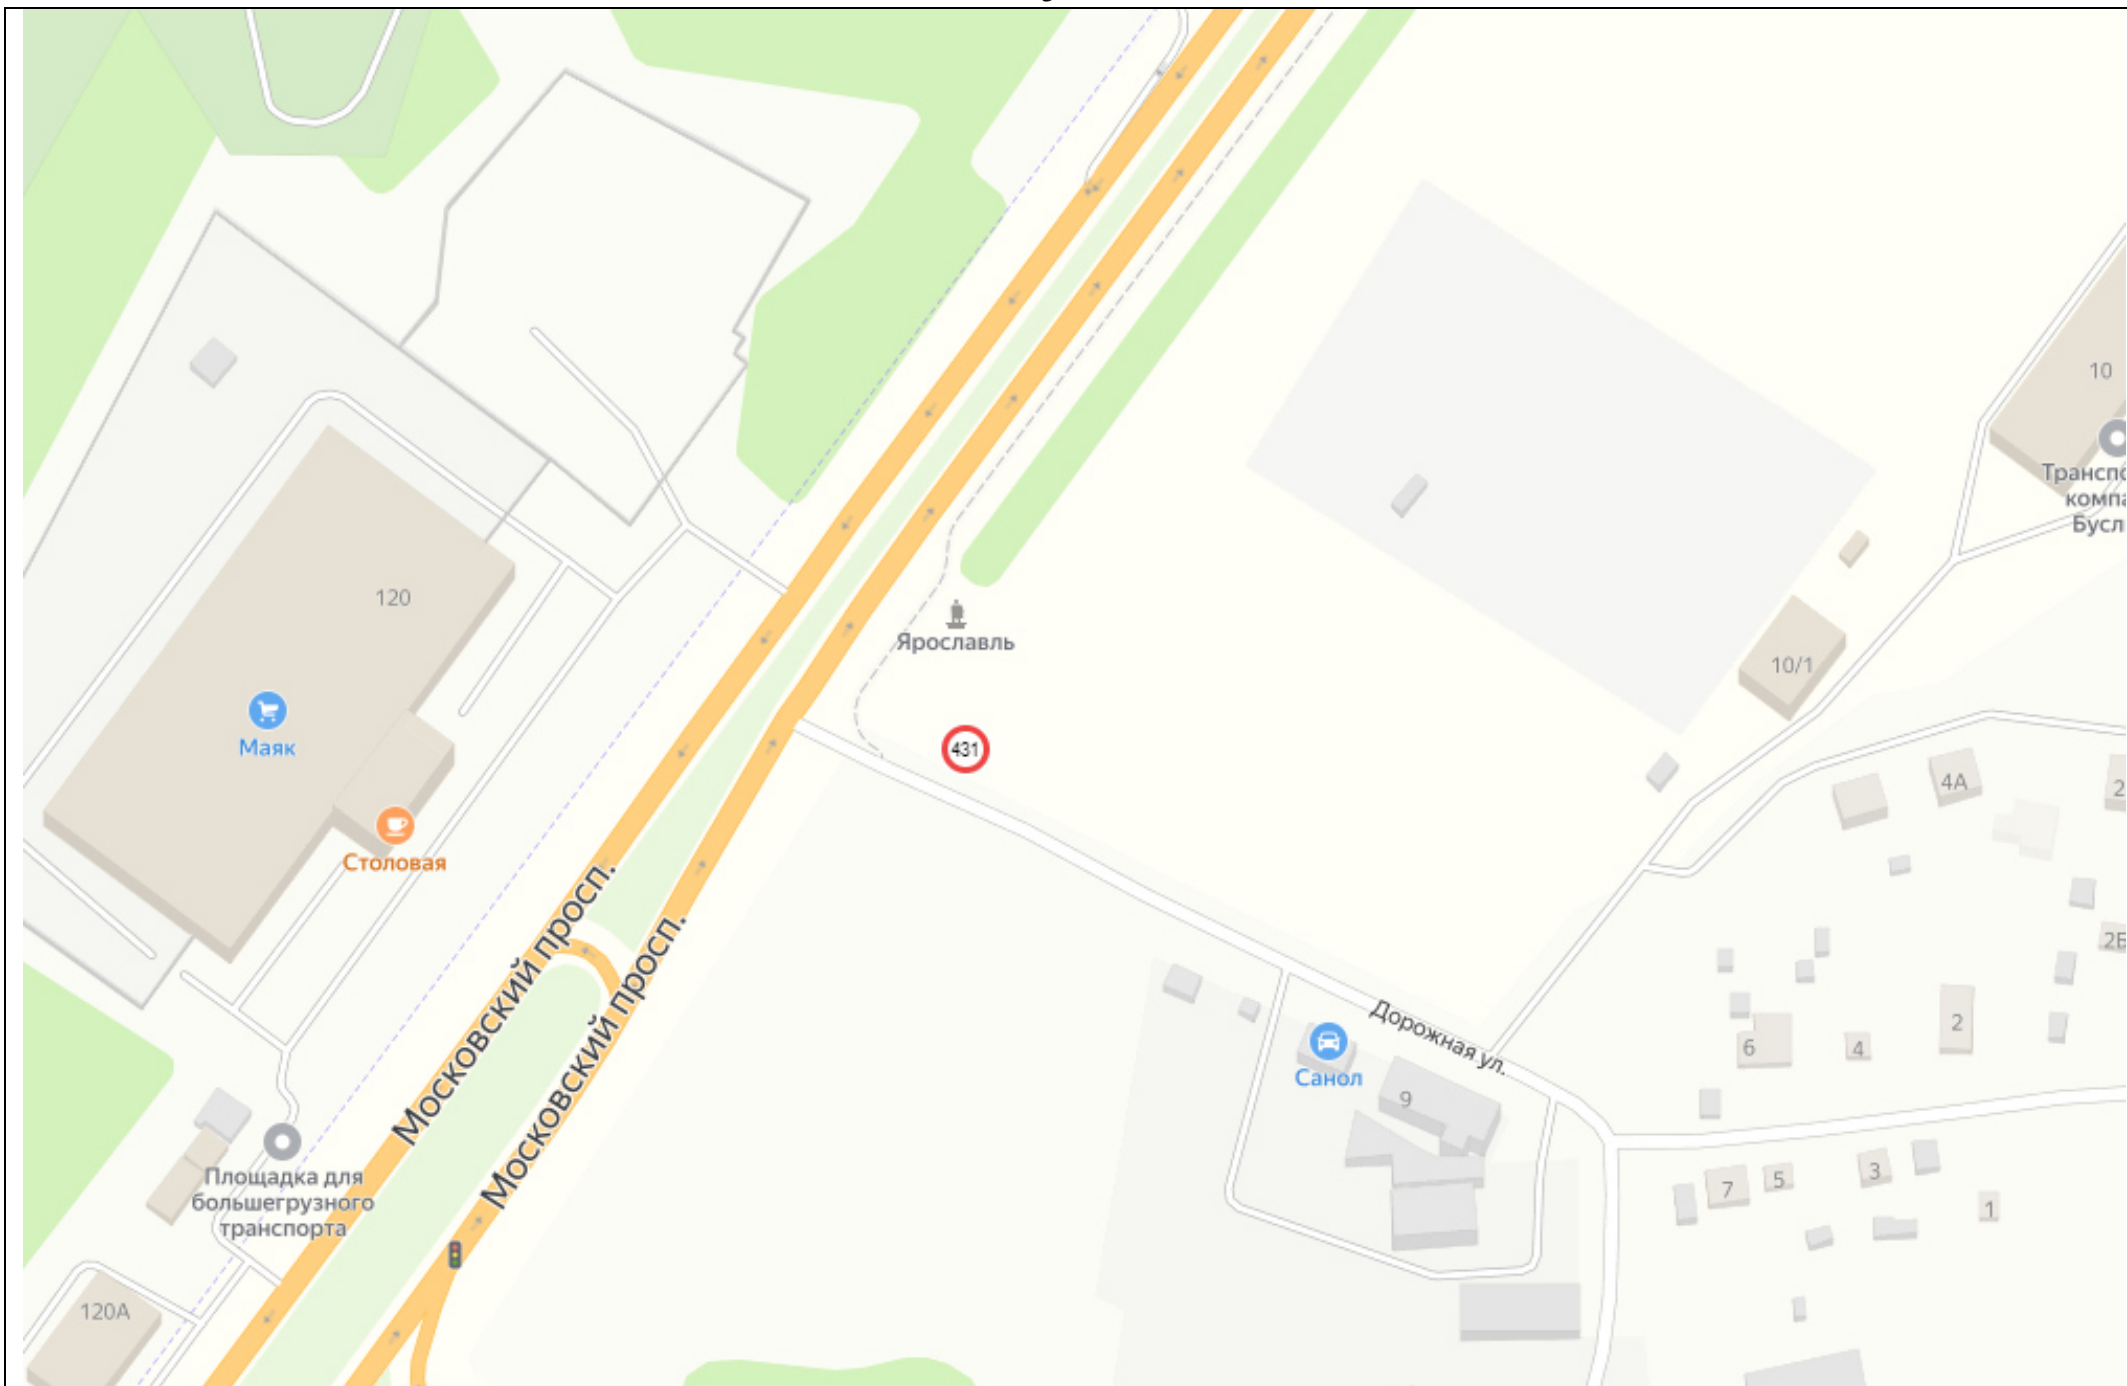 10
Трансп
комп
Бусл
120
Ярославль
10/1
Маяк
431
4А
2
Столовая
2Б
Московский просп.
Московский просп.
Дорожная ул.
2
6
4
Санол
9
Площадка для
большегрузного
транспорта
7
5
3
1
120А